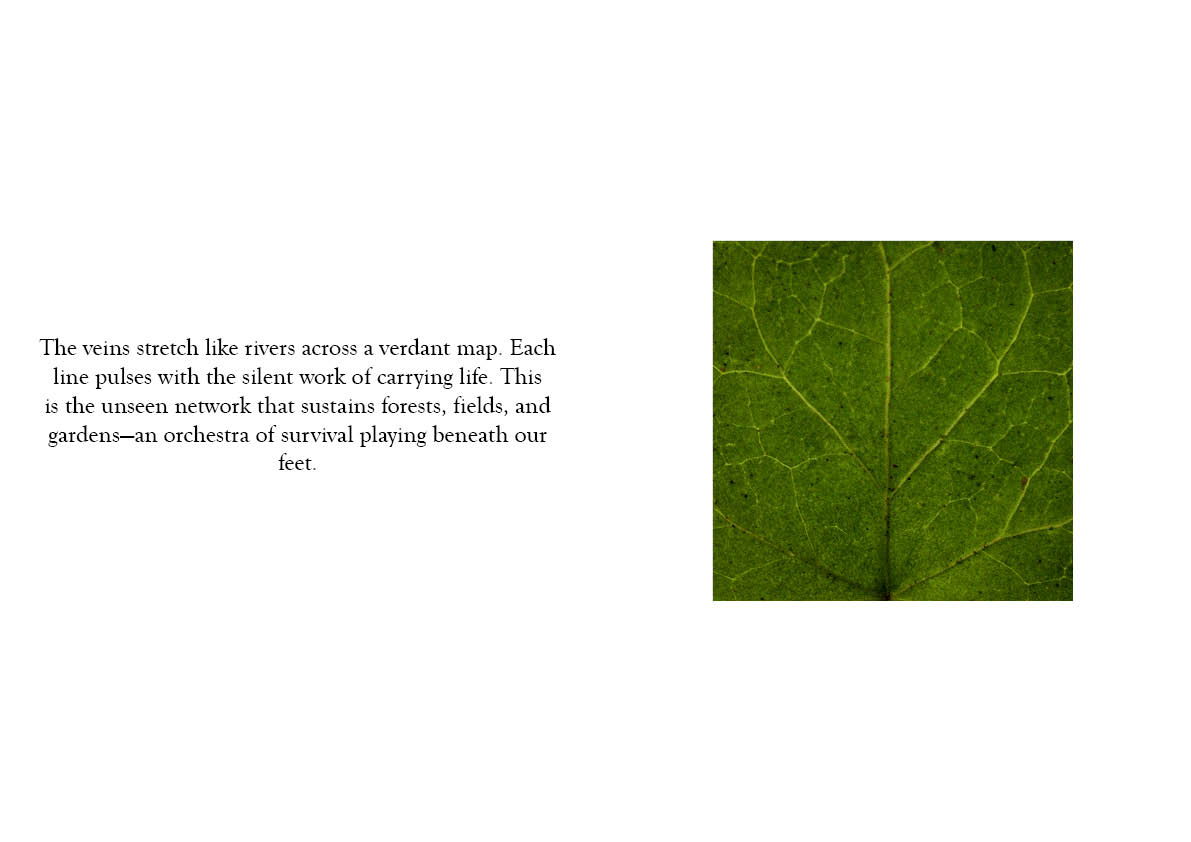 The veins stretch like rivers across a verdant map. Each
line pulses with the silent work of carrying life. This
is the unseen network that sustains forests, fields, and
gardens—an orchestra of survival playing beneath our
feet.